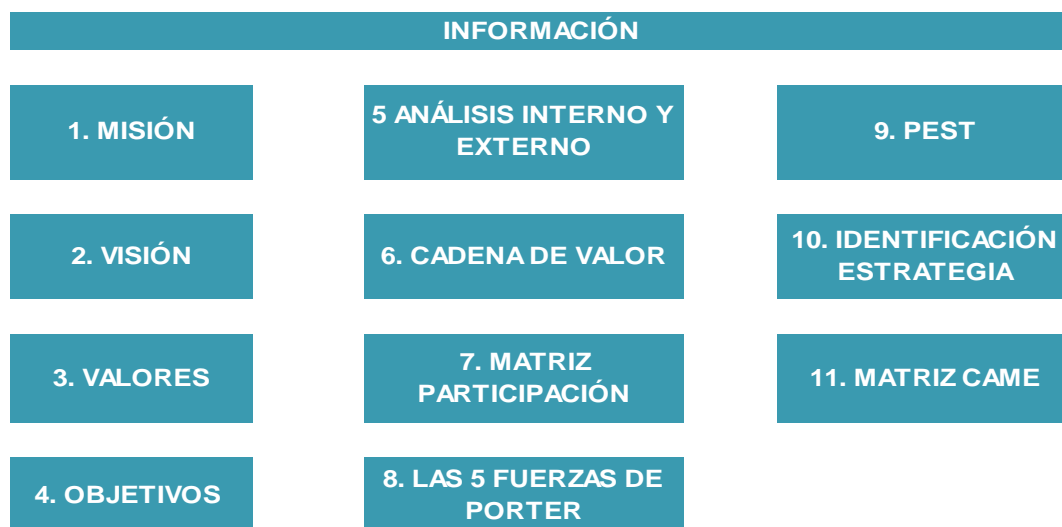 INFORMACIÓN
1. MISIÓN
2. VISIÓN
3. VALORES
4. OBJETIVOS
5 ANÁLISIS INTERNO Y
EXTERNO
6. CADENA DE VALOR
7. MATRIZ
PARTICIPACIÓN
8. LAS 5 FUERZAS DE
PORTER
9. PEST
10. IDENTIFICACIÓN
ESTRATEGIA
11. MATRIZ CAME